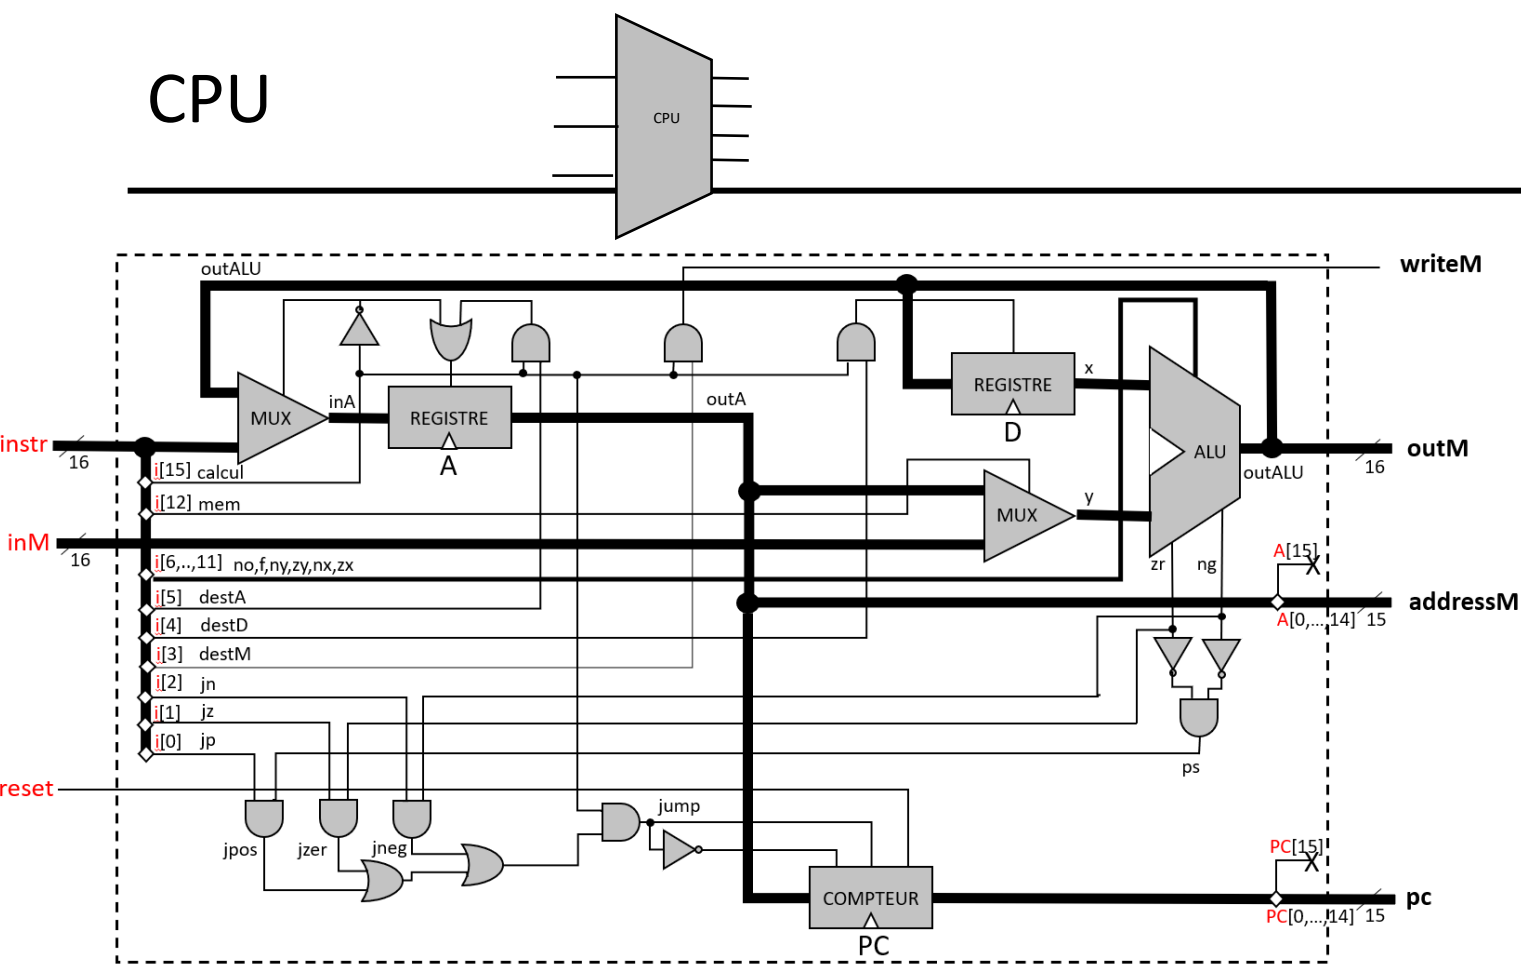 CPU
CPU
writeM
outALU
REGISTRE
x
D
MUX
inA
REGISTRE
A
outA
instr
16
i[15] calcul
i[12] mem
MUX
y
ALU
outALU
outM
16
inM
16
i[6,..,11] no,f,ny,zy,nx,zx
zr
ng
A[15]
addressM
A[0,...,14]
15
i[5] destA
i[4] destD
i[3] destM
i[2] jn
i[1] jz
i[0] jp
ps
reset
jump
jpos
jzer
jneg
COMPTEUR
PC
PC[15]
pc
PC[0,...,14]
15